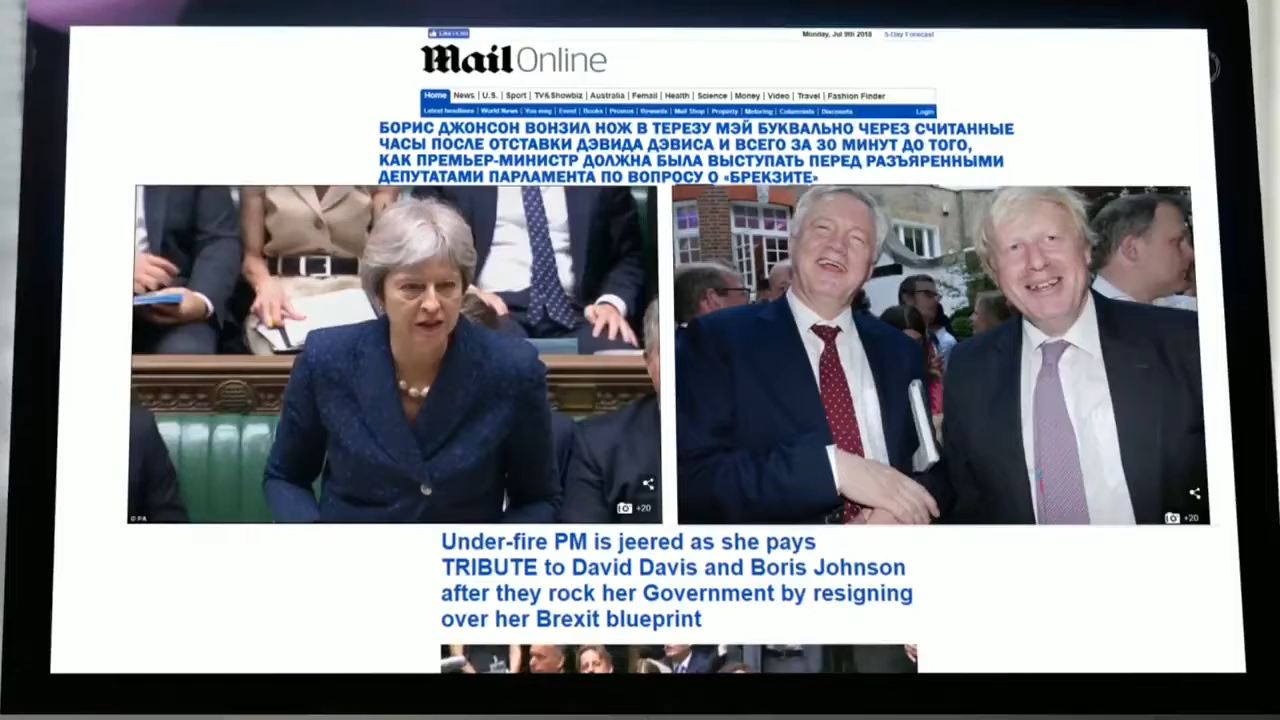 Monday, Jul 9th 2018 5-Day Forecast
Mail Online
Home News U.S. Sport TV&Showbiz Australia Femail Health Science Money Video Travel Fashion Finder
Latest headlines World News You mag Event Books Promos Rewards Mail Shop Property Motoring Columnists Discounts Login
БОРИС ДЖОНСОН ВОНЗИЛ НОЖ В ТЕРЕЗУ МЭЙ БУКВАЛЬНО ЧЕРЕЗ СЧИТАННЫЕ
ЧАСЫ ПОСЛЕ ОТСТАВКИ ДЭВИДА ДЭВИСА И ВСЕГО ЗА 30 МИНУТ ДО ТОГО,
КАК ПРЕМЬЕР-МИНИСТР ДОЛЖНА БЫЛА ВЫСТУПАТЬ ПЕРЕД РАЗЪЯРЕННЫМИ
ДЕПУТАТАМИ ПАРЛАМЕНТА ПО ВОПРОСУ О «БРЕКЗИТЕ»
© PA
+20
+20
Under-fire PM is jeered as she pays
TRIBUTE to David Davis and Boris Johnson
after they rock her Government by resigning
over her Brexit blueprint